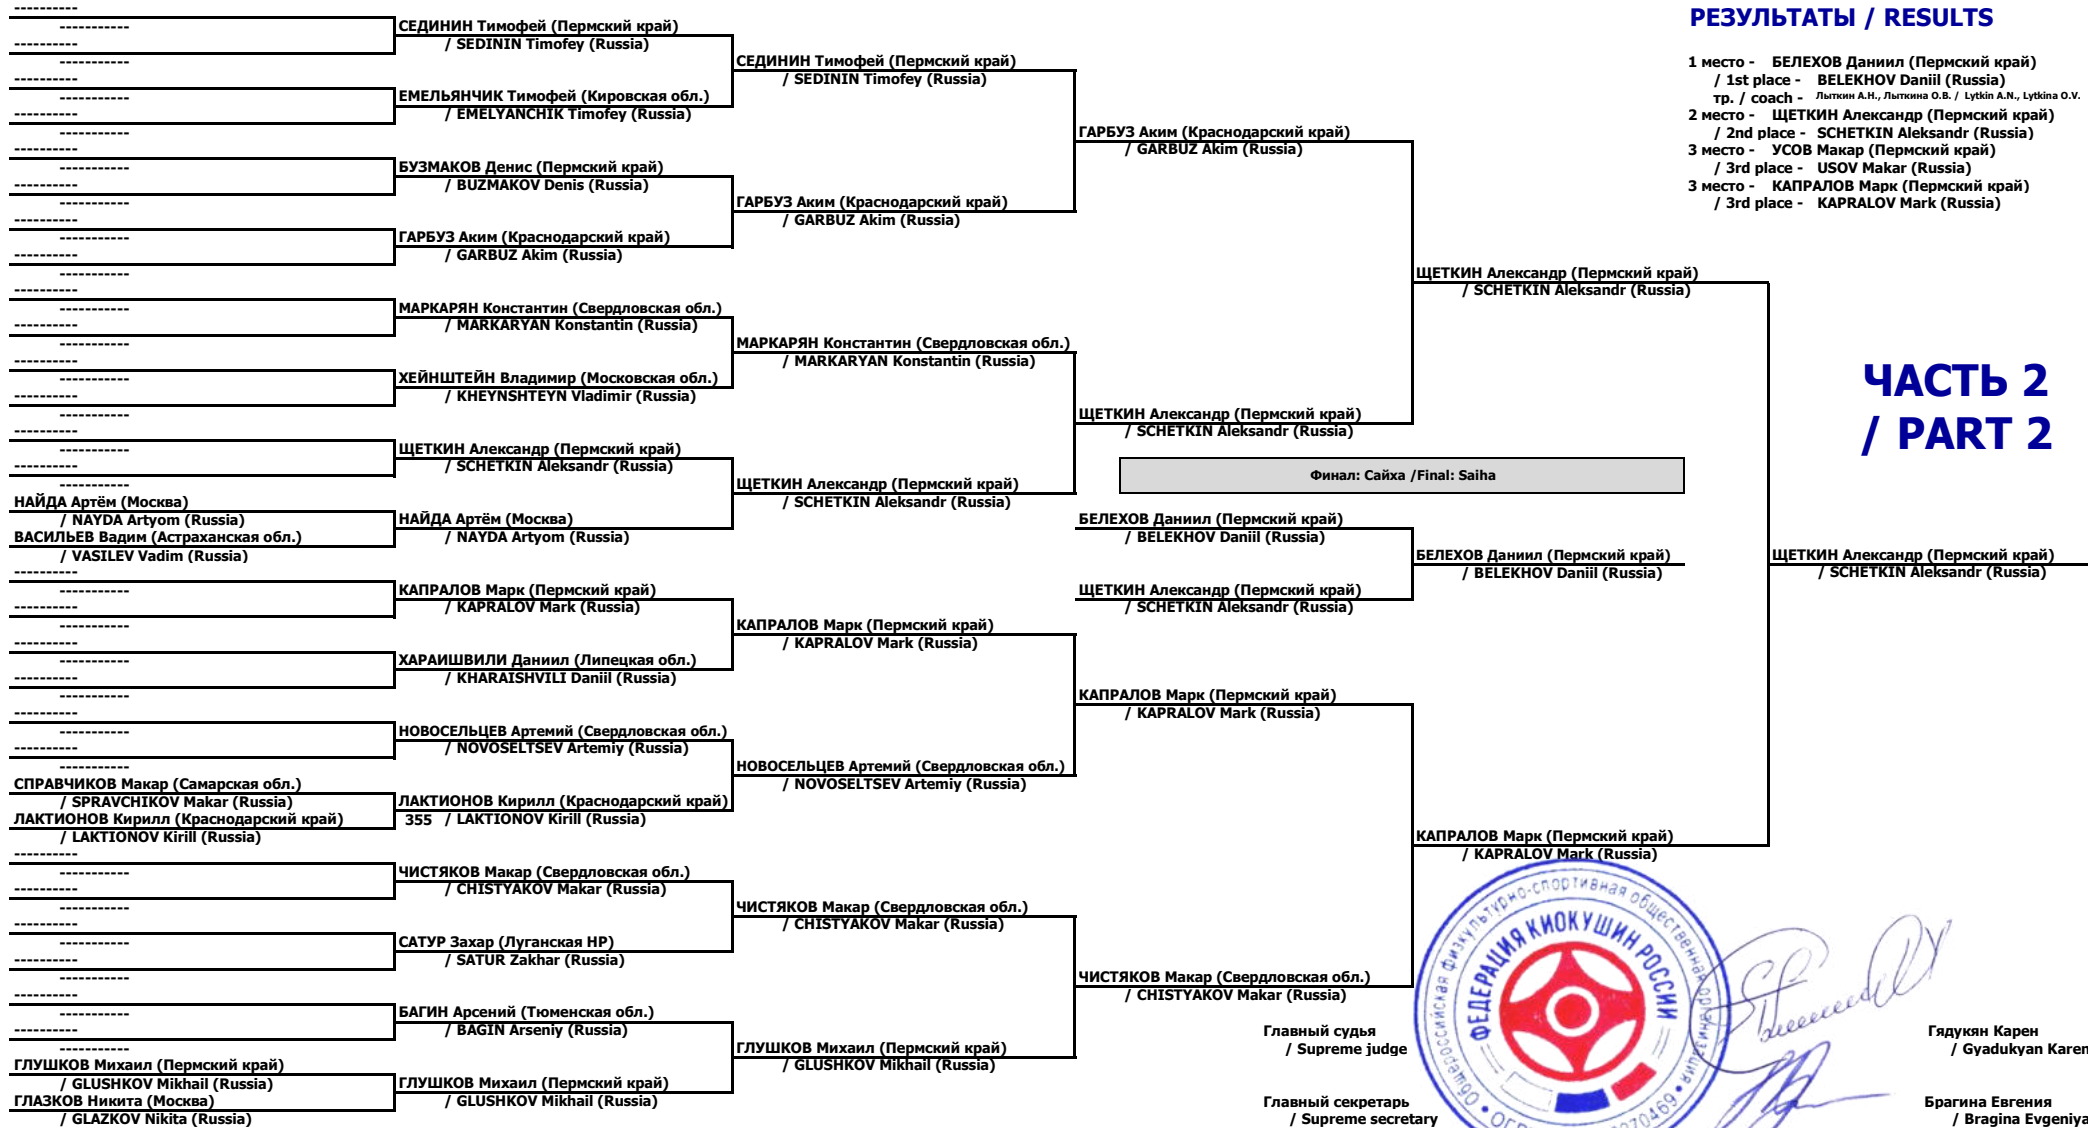 РЕЗУЛЬТАТЫ / RESULTS
1 место - БЕЛЕХОВ Даниил (Пермский край)
/ 1st place - BELEKHOV Daniil (Russia)
тр. / coach - Лыткин А.Н., Лыткина О.В. / Lytkin A.N., Lytkina O.V.
2 место - ЩЕТКИН Александр (Пермский край)
/ 2nd place - SCHETKIN Aleksandr (Russia)
3 место - УСОВ Макар (Пермский край)
/ 3rd place - USOV Makar (Russia)
3 место - КАПРАЛОВ Марк (Пермский край)
/ 3rd place - KAPRALOV Mark (Russia)
ЧАСТЬ 2
/ PART 2
НАЙДА Артём (Москва)
/ NAYDA Artyom (Russia)
ВАСИЛЬЕВ Вадим (Астраханская обл.)
/ VASILEV Vadim (Russia)
СПРАВЧИКОВ Макар (Самарская обл.)
/ SPRAVCHIKOV Makar (Russia)
ЛАКТИОНОВ Кирилл (Краснодарский край)
/ LAKTIONOV Kirill (Russia)
ГЛУШКОВ Михаил (Пермский край)
/ GLUSHKOV Mikhail (Russia)
ГЛАЗКОВ Никита (Москва)
/ GLAZKOV Nikita (Russia)
СЕДИНИН Тимофей (Пермский край)
/ SEDININ Timofey (Russia)
ЕМЕЛЬЯНЧИК Тимофей (Кировская обл.)
/ EMELYANCHIK Timofey (Russia)
БУЗМАКОВ Денис (Пермский край)
/ BUZMAKOV Denis (Russia)
ГАРБУЗ Аким (Краснодарский край)
/ GARBUZ Akim (Russia)
МАРКАРЯН Константин (Свердловская обл.)
/ MARKARYAN Konstantin (Russia)
ХЕЙНШТЕЙН Владимир (Московская обл.)
/ KHEYNSHTEYN Vladimir (Russia)
ЩЕТКИН Александр (Пермский край)
/ SCHETKIN Aleksandr (Russia)
НАЙДА Артём (Москва)
/ NAYDA Artyom (Russia)
КАПРАЛОВ Марк (Пермский край)
/ KAPRALOV Mark (Russia)
ХАРАИШВИЛИ Даниил (Липецкая обл.)
/ KHARAISHVILI Daniil (Russia)
НОВОСЕЛЬЦЕВ Артемий (Свердловская обл.)
/ NOVOSELTSEV Artemiy (Russia)
ЛАКТИОНОВ Кирилл (Краснодарский край)
355 / LAKTIONOV Kirill (Russia)
ЧИСТЯКОВ Макар (Свердловская обл.)
/ CHISTYAKOV Makar (Russia)
САТУР Захар (Луганская НР)
/ SATUR Zakhar (Russia)
БАГИН Арсений (Тюменская обл.)
/ BAGIN Arseniy (Russia)
ГЛУШКОВ Михаил (Пермский край)
/ GLUSHKOV Mikhail (Russia)
СЕДИНИН Тимофей (Пермский край)
/ SEDININ Timofey (Russia)
ГАРБУЗ Аким (Краснодарский край)
/ GARBUZ Akim (Russia)
МАРКАРЯН Константин (Свердловская обл.)
/ MARKARYAN Konstantin (Russia)
ЩЕТКИН Александр (Пермский край)
/ SCHETKIN Aleksandr (Russia)
КАПРАЛОВ Марк (Пермский край)
/ KAPRALOV Mark (Russia)
НОВОСЕЛЬЦЕВ Артемий (Свердловская обл.)
/ NOVOSELTSEV Artemiy (Russia)
ЧИСТЯКОВ Макар (Свердловская обл.)
/ CHISTYAKOV Makar (Russia)
ГЛУШКОВ Михаил (Пермский край)
/ GLUSHKOV Mikhail (Russia)
ГАРБУЗ Аким (Краснодарский край)
/ GARBUZ Akim (Russia)
ЩЕТКИН Александр (Пермский край)
/ SCHETKIN Aleksandr (Russia)
Финал: Сайха /Final: Saiha
БЕЛЕХОВ Даниил (Пермский край)
/ BELEKHOV Daniil (Russia)
ЩЕТКИН Александр (Пермский край)
/ SCHETKIN Aleksandr (Russia)
КАПРАЛОВ Марк (Пермский край)
/ KAPRALOV Mark (Russia)
ЧИСТЯКОВ Макар (Свердловская обл.)
/ CHISTYAKOV Makar (Russia)
ЩЕТКИН Александр (Пермский край)
/ SCHETKIN Aleksandr (Russia)
БЕЛЕХОВ Даниил (Пермский край)
/ BELEKHOV Daniil (Russia)
КАПРАЛОВ Марк (Пермский край)
/ KAPRALOV Mark (Russia)
ЩЕТКИН Александр (Пермский край)
/ SCHETKIN Aleksandr (Russia)
Общероссийская физкультурно-спортивная общественная организация
ФЕДЕРАЦИЯ КИОКУШИН РОССИИ
Главный судья
/ Supreme judge
Гядукян Карен
/ Gyadukyan Karen
Главный секретарь
/ Supreme secretary
Брагина Евгения
/ Bragina Evgeniya